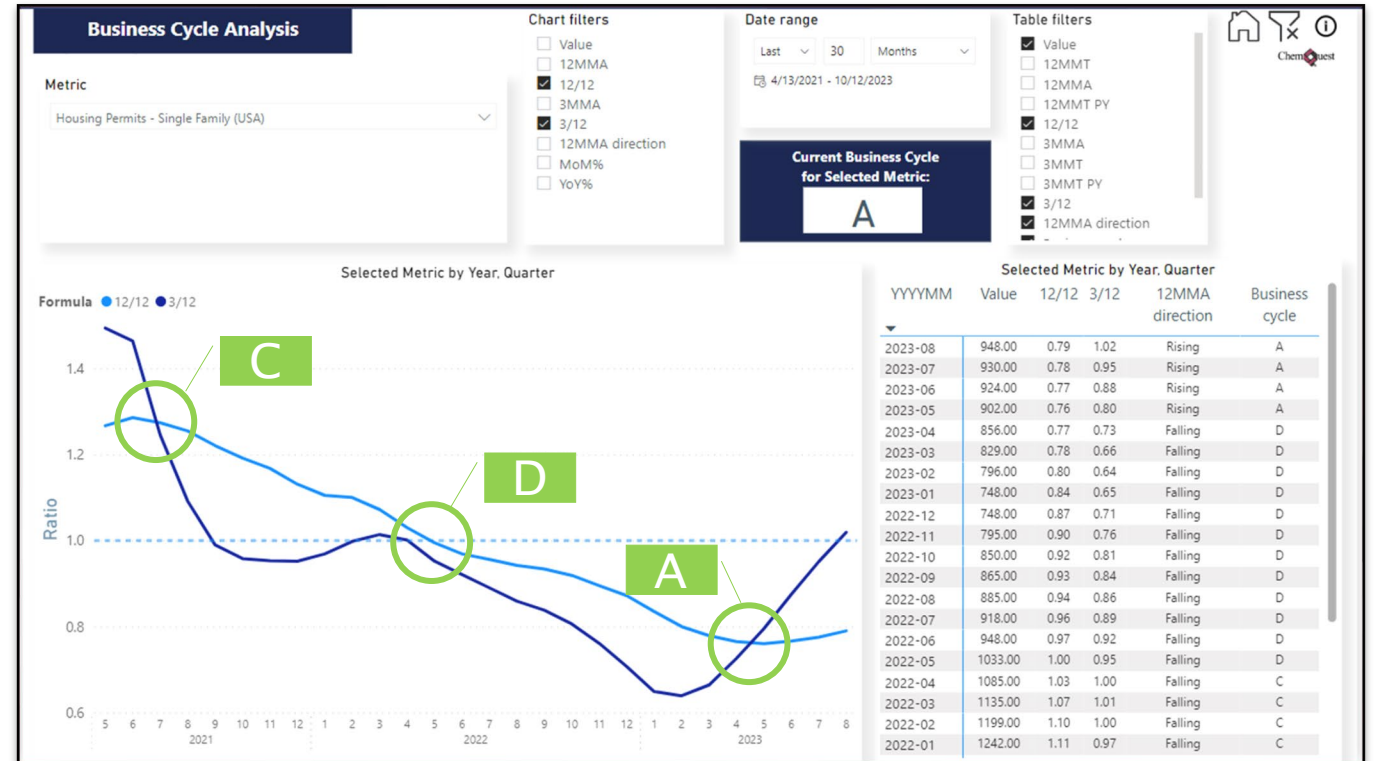 Business Cycle Analysis
Metric
Housing Permits - Single Family (USA)
Chart filters
Value
12MMA
12/12
3MMA
3/12
12MMA direction
MoM%
YoY%
Date range
Last 30 Months
4/13/2021 - 10/12/2023
Current Business Cycle
for Selected Metric:
A
Table filters
Value
12MMT
12MMA
12MMT PY
12/12
3MMA
3MMT
3MMT PY
3/12
12MMA direction
ChemQuest
Selected Metric by Year, Quarter
Formula 12/12 3/12
C
D
A
Ratio
1.4
1.2
1.0
0.8
0.6
5 6 7 8 9 10 11 12 1 2 3 4 5 6 7 8 9 10 11 12 1 2 3 4 5 6 7 8
2021 2022 2023
Selected Metric by Year, Quarter
YYYYMM Value 12/12 3/12 12MMA Business
direction cycle
2023-08 948.00 0.79 1.02 Rising A
2023-07 930.00 0.78 0.95 Rising A
2023-06 924.00 0.77 0.88 Rising A
2023-05 902.00 0.76 0.80 Rising A
2023-04 856.00 0.77 0.73 Falling D
2023-03 829.00 0.78 0.66 Falling D
2023-02 796.00 0.80 0.64 Falling D
2023-01 748.00 0.84 0.65 Falling D
2022-12 748.00 0.87 0.71 Falling D
2022-11 795.00 0.90 0.76 Falling D
2022-10 850.00 0.92 0.81 Falling D
2022-09 865.00 0.93 0.84 Falling D
2022-08 885.00 0.94 0.86 Falling D
2022-07 918.00 0.96 0.89 Falling D
2022-06 948.00 0.97 0.92 Falling D
2022-05 1033.00 1.00 0.95 Falling D
2022-04 1085.00 1.03 1.00 Falling C
2022-03 1135.00 1.07 1.01 Falling C
2022-02 1199.00 1.10 1.00 Falling C
2022-01 1242.00 1.11 0.97 Falling C